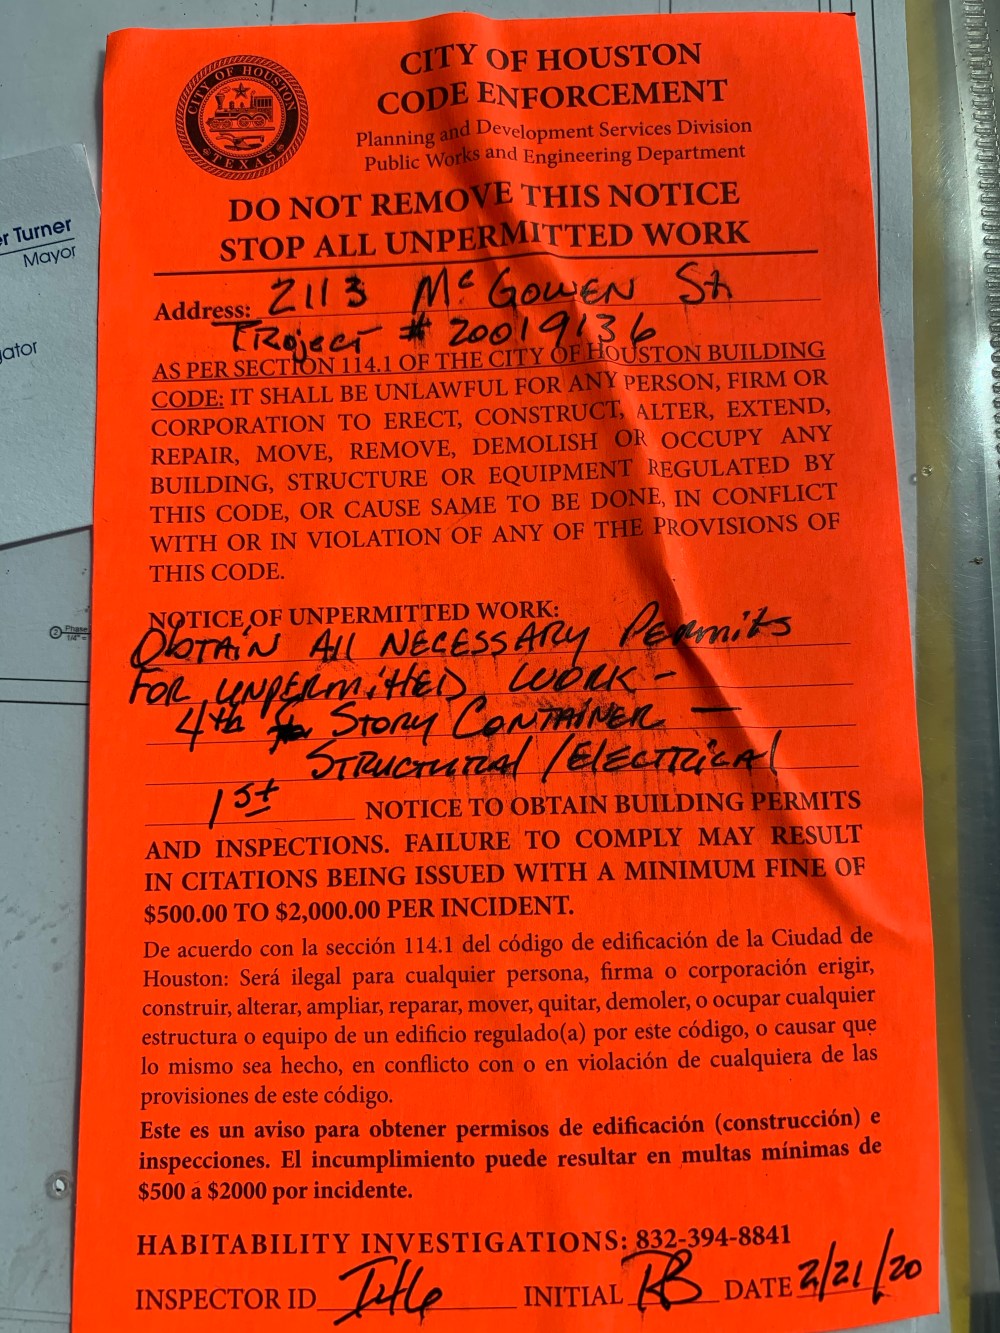 CITY OF HOUSTON
TEXAS
CITY OF HOUSTON
CODE ENFORCEMENT
Planning and Development Services Division
Public Works and Engineering Department
DO NOT REMOVE THIS NOTICE
STOP ALL UNPERMITTED WORK
er Turner
Mayor
gator
Address: 2113 McGowen St
Project # 20019136
AS PER SECTION 114.1 OF THE CITY OF HOUSTON BUILDING
CODE: IT SHALL BE UNLAWFUL FOR ANY PERSON, FIRM OR
CORPORATION TO ERECT, CONSTRUCT, ALTER, EXTEND,
REPAIR, MOVE, REMOVE, DEMOLISH OR OCCUPY ANY
BUILDING, STRUCTURE OR EQUIPMENT REGULATED BY
THIS CODE, OR CAUSE SAME TO BE DONE, IN CONFLICT
WITH OR IN VIOLATION OF ANY OF THE PROVISIONS OF
THIS CODE.
2 Phase
1/4" =
NOTICE OF UNPERMITTED WORK:
Obtain All Necessary Permits
For Unpermitted Work -
4th Story Container -
Structural / Electrical
1st NOTICE TO OBTAIN BUILDING PERMITS
AND INSPECTIONS. FAILURE TO COMPLY MAY RESULT
IN CITATIONS BEING ISSUED WITH A MINIMUM FINE OF
$500.00 TO $2,000.00 PER INCIDENT.
De acuerdo con la sección 114.1 del código de edificación de la Ciudad de
Houston: Será ilegal para cualquier persona, firma o corporación erigir,
construir, alterar, ampliar, reparar, mover, quitar, demoler, o ocupar cualquier
estructura o equipo de un edificio regulado(a) por este código, o causar que
lo mismo sea hecho, en conflicto con o en violación de cualquiera de las
provisiones de este código.
Este es un aviso para obtener permisos de edificación (construcción) e
inspecciones. El incumplimiento puede resultar en multas mínimas de
$500 a $2000 por incidente.
HABITABILITY INVESTIGATIONS: 832-394-8841
INSPECTOR ID INITIAL RB DATE 2/21/20